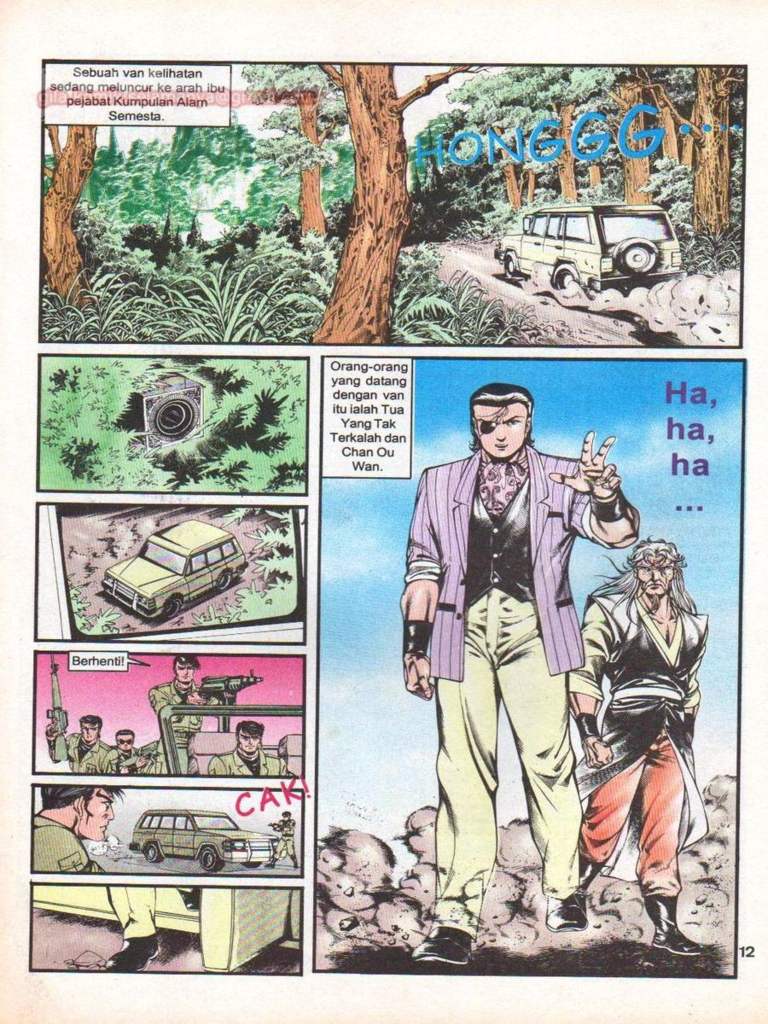 Sebuah van kelihatan
sedang meluncur ke arah ibu
pejabat Kumpulan Alam
Semesta.
HONGGG....
Orang-orang
yang datang
dengan van
itu ialah Tua
Yang Tak
Terkalah dan
Chan Ou
Wan.
Ha,
ha,
ha
...
Berhenti!
CAK!
12